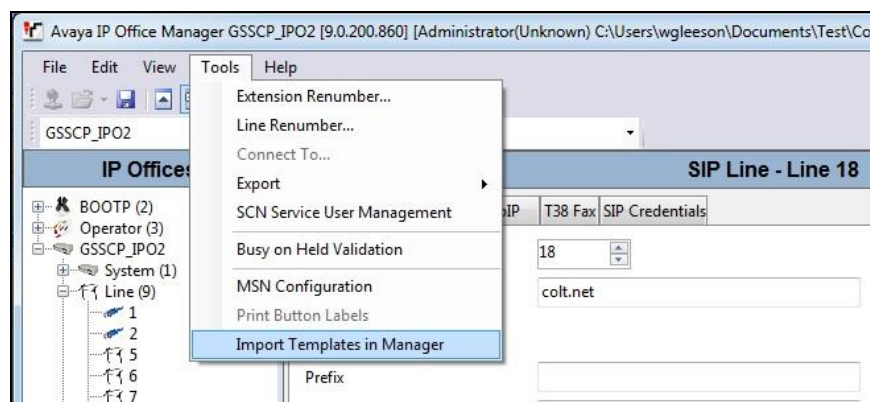 Avaya IP Office Manager GSSCP_IPO2 [9.0.200.860] [Administrator(Unknown) C:\Users\wgleeson\Documents\Test\Co
File Edit View Tools Help
GSSCP_IPO2
IP Offices
SIP Line - Line 18
BOOTP (2)
Operator (3)
GSSCP_IPO2
System (1)
Line (9)
1
2
5
6
7
Extension Renumber...
Line Renumber...
Connect To...
Export
SCN Service User Management
Busy on Held Validation
MSN Configuration
Print Button Labels
Import Templates in Manager
T38 Fax SIP Credentials
18
colt.net
Prefix